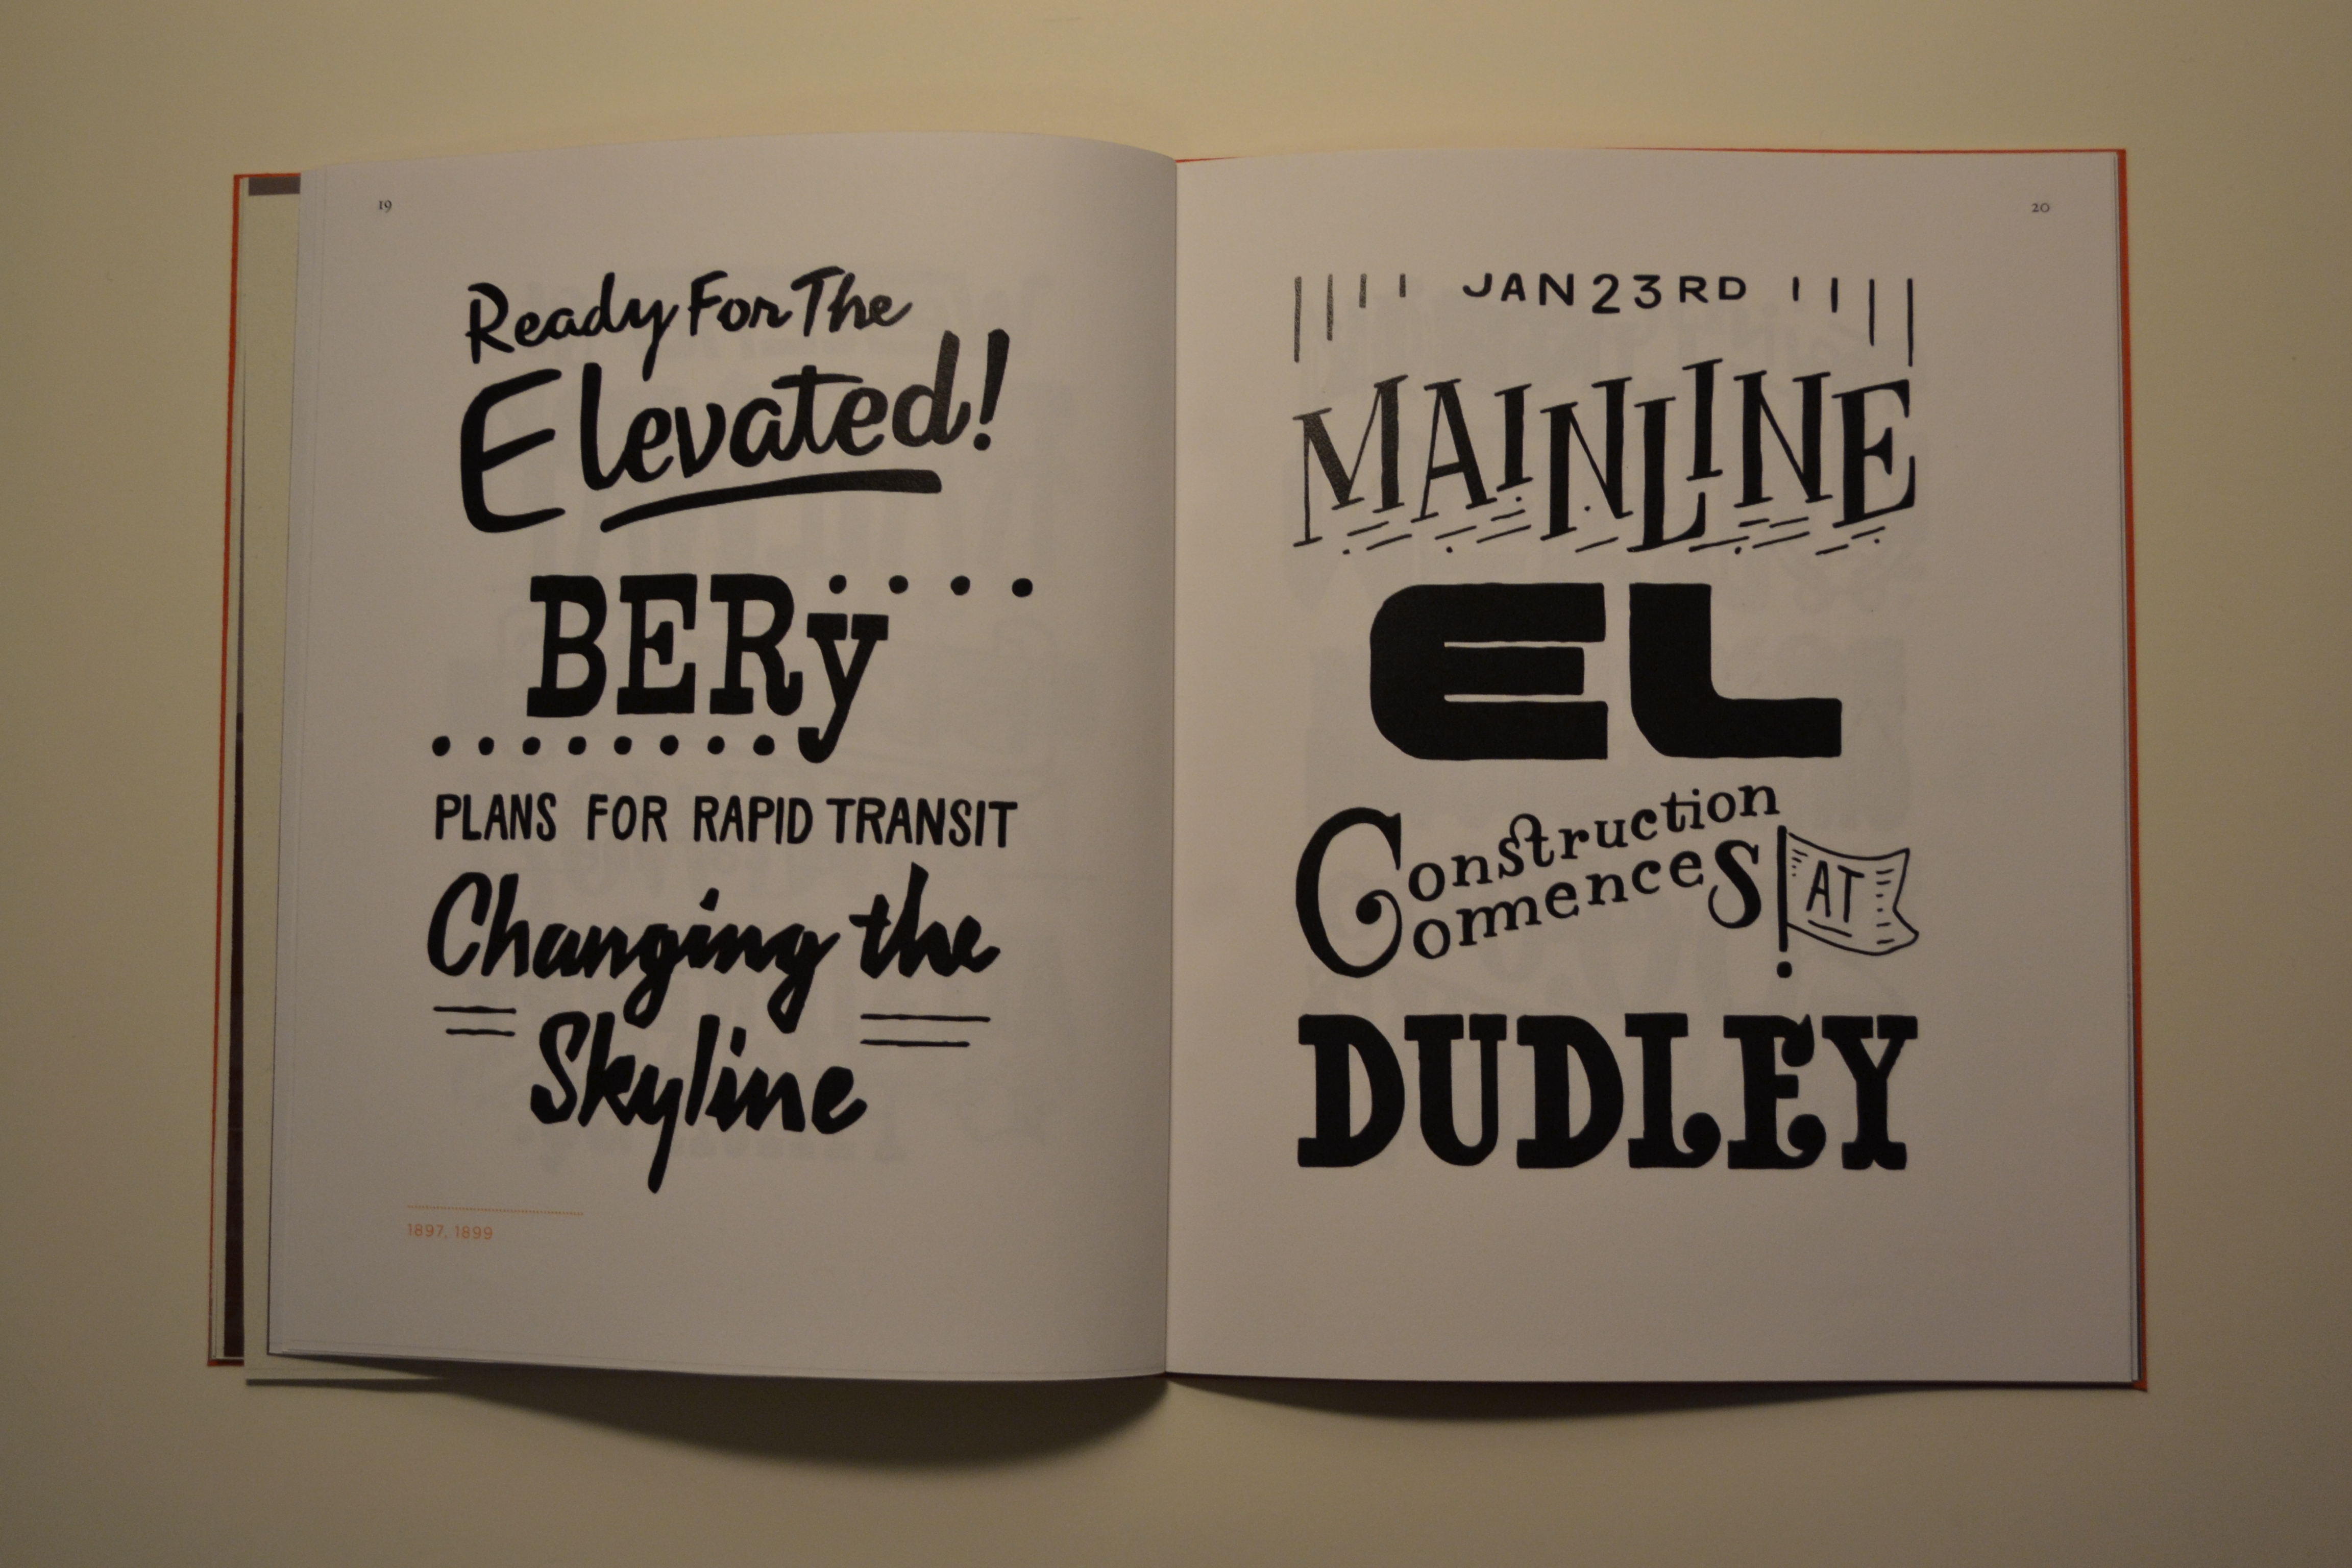 19
Ready For The
Elevated!
BERy
PLANS FOR RAPID TRANSIT
Changing the
Skyline
1897, 1899
20
JAN 23RD
MAINLINE
EL
Construction
Commences AT
DUDLEY